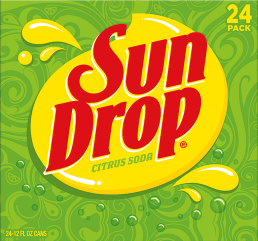 24
PACK
Sun
Drop®
CITRUS SODA
24-12 FL OZ CANS